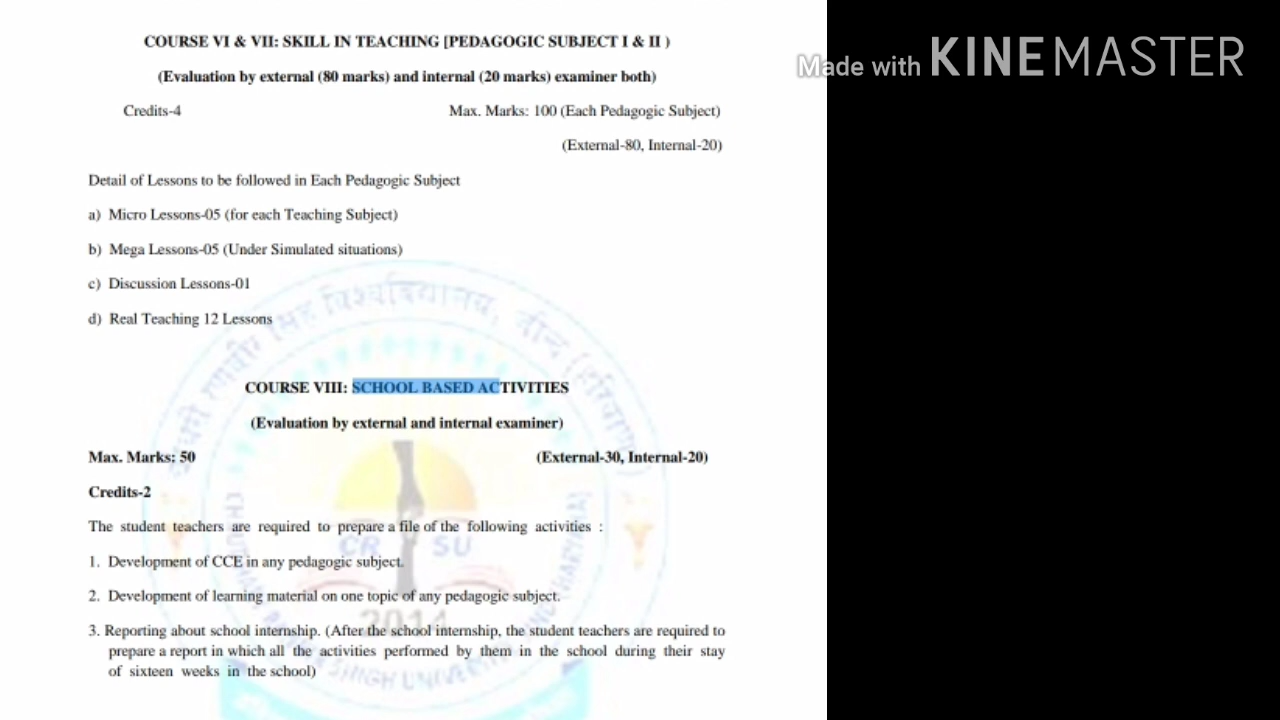 COURSE VI & VII: SKILL IN TEACHING [PEDAGOGIC SUBJECT I & II )
Made with KINEMASTER
(Evaluation by external (80 marks) and internal (20 marks) examiner both)
Credits-4 Max. Marks: 100 (Each Pedagogic Subject)
(External-80, Internal-20)
Detail of Lessons to be followed in Each Pedagogic Subject
a) Micro Lessons-05 (for each Teaching Subject)
b) Mega Lessons-05 (Under Simulated situations)
c) Discussion Lessons-01
d) Real Teaching 12 Lessons
COURSE VIII: SCHOOL BASED ACTIVITIES
(Evaluation by external and internal examiner)
Max. Marks: 50 (External-30, Internal-20)
Credits-2
The student teachers are required to prepare a file of the following activities :
CR SU
1. Development of CCE in any pedagogic subject.
2. Development of learning material on one topic of any pedagogic subject.
2014
3. Reporting about school internship. (After the school internship, the student teachers are required to
prepare a report in which all the activities performed by them in the school during their stay
of sixteen weeks in the school)